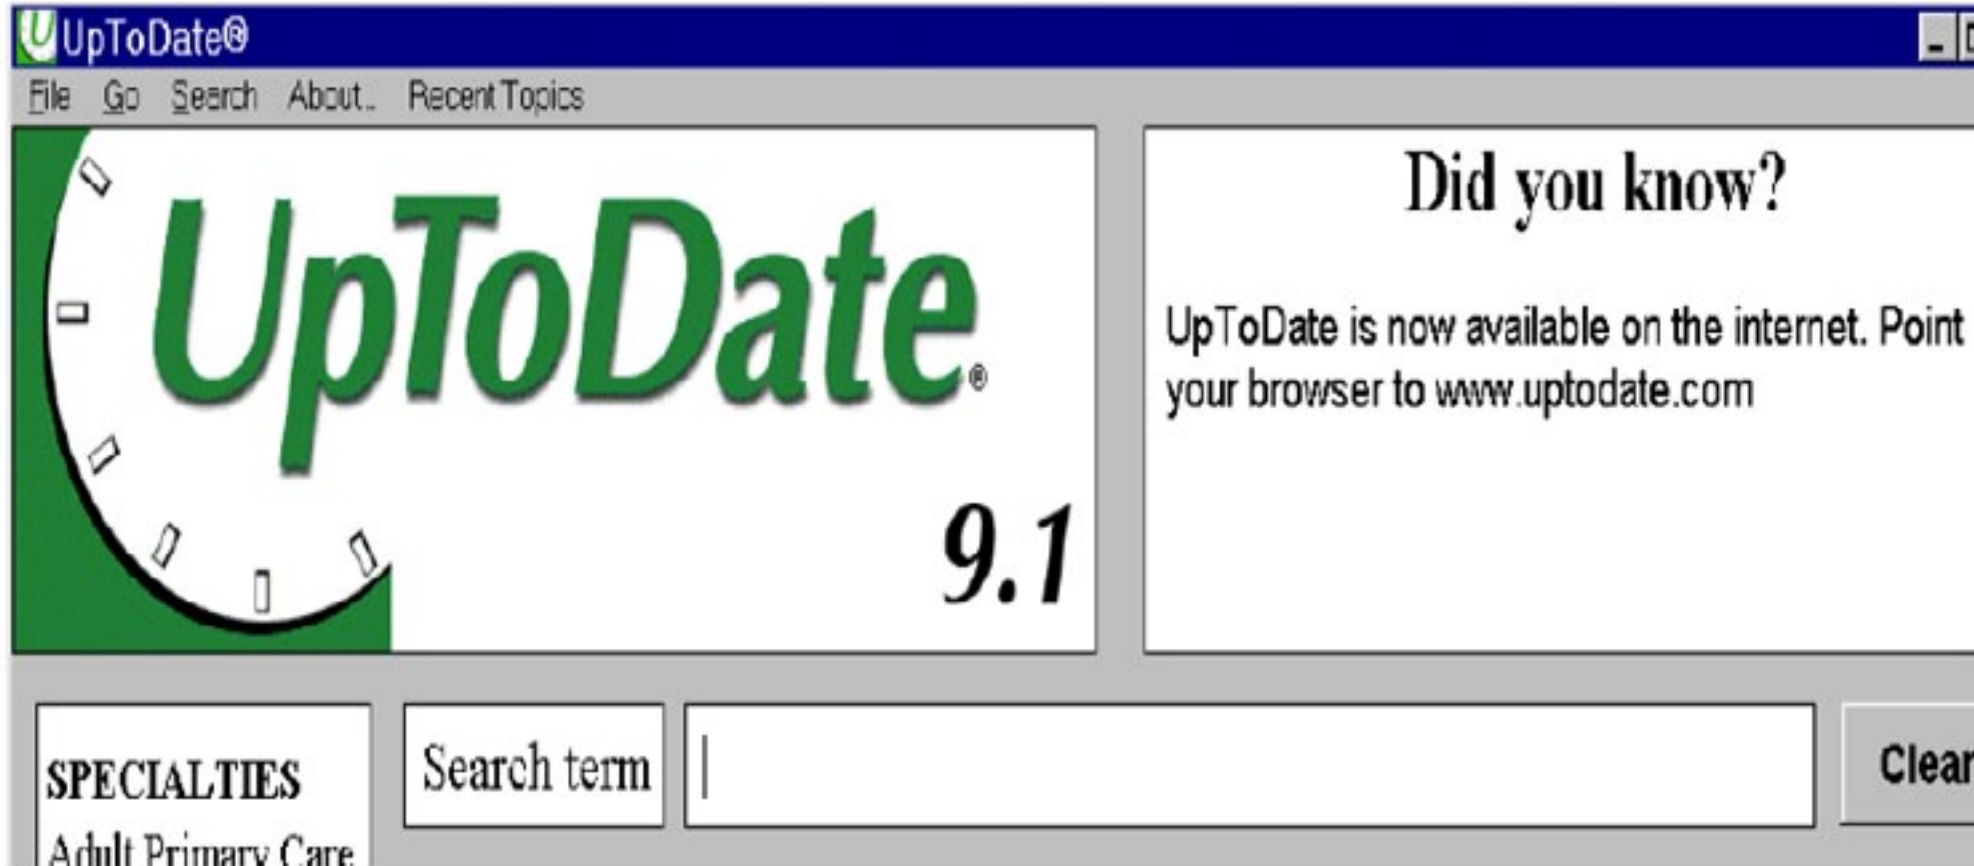 UpToDate®
File Go Search About.. Recent Topics
UpToDate®
9.1
Did you know?
UpToDate is now available on the internet. Point
your browser to www.uptodate.com
SPECIALTIES
Adult Primary Care
Search term
Clear